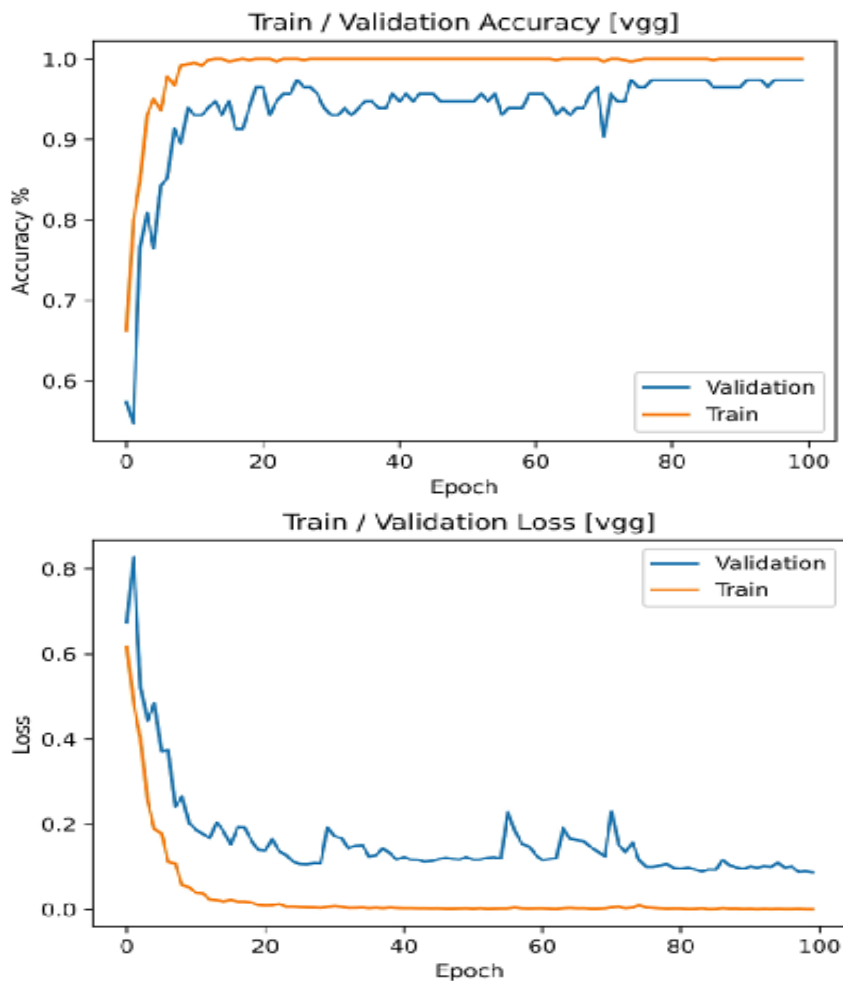 Train / Validation Accuracy [vgg]
1.0
0.9
0.8
0.7
0.6
Accuracy %
Validation
Train
0 20 40 60 80 100
Epoch
Train / Validation Loss [vgg]
0.8
0.6
0.4
0.2
0.0
Loss
Validation
Train
0 20 40 60 80 100
Epoch